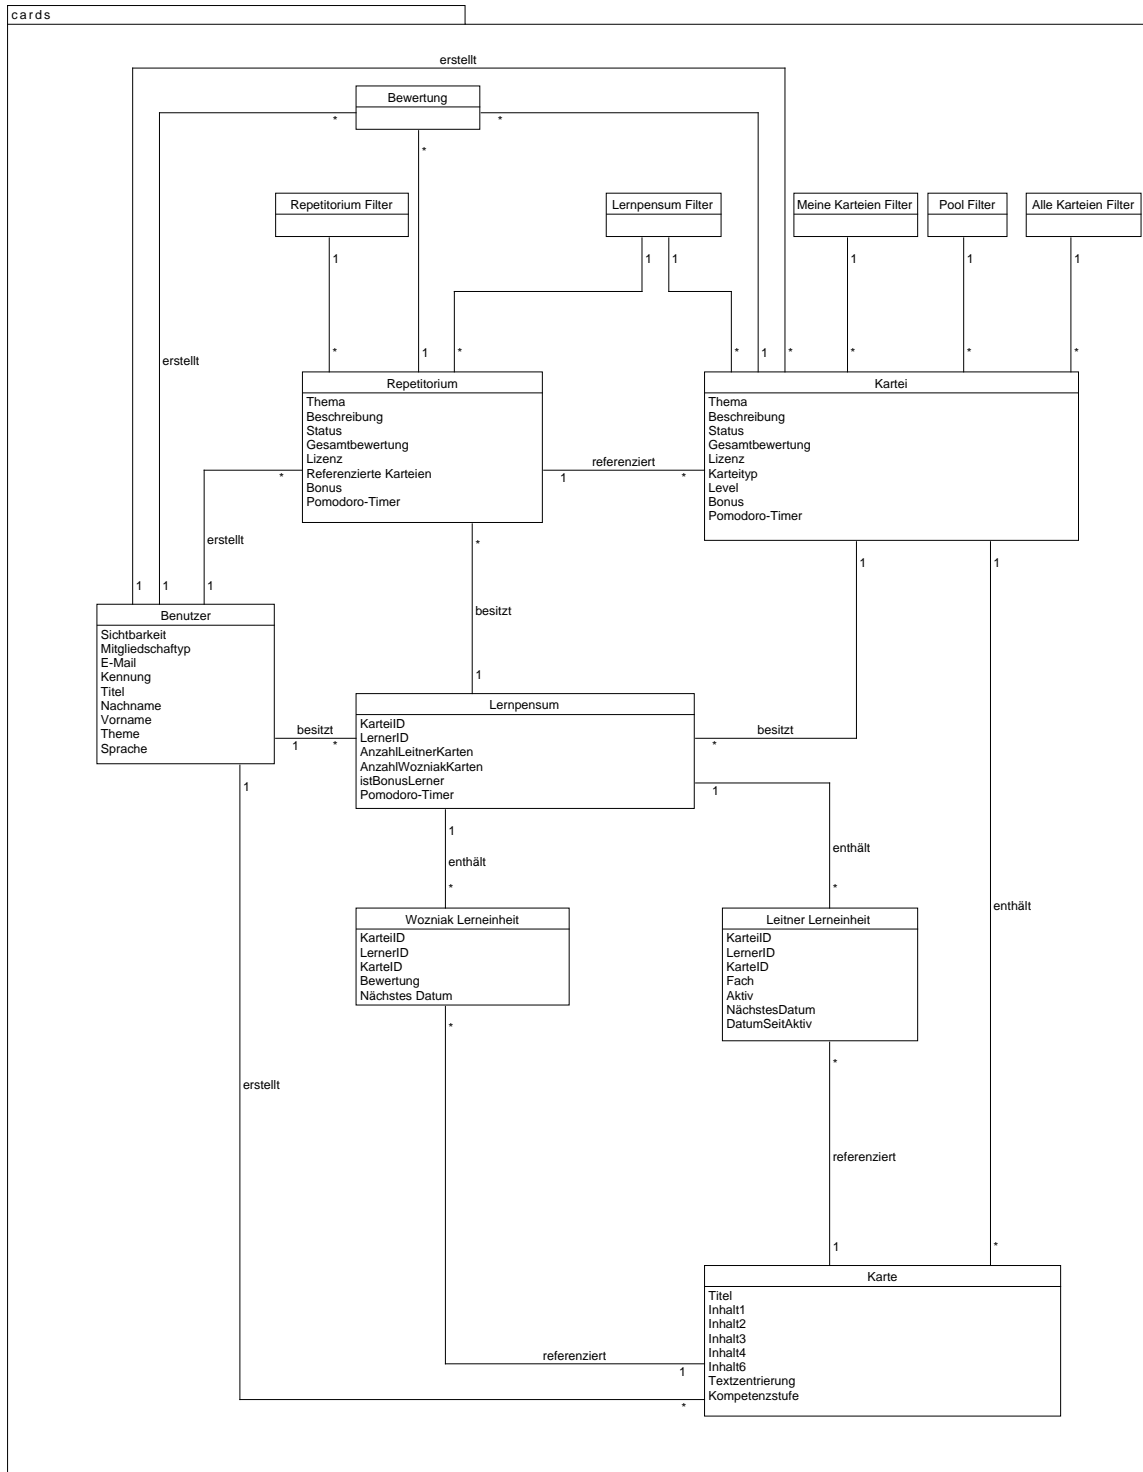 cards
erstellt
Bewertung
*
*
*
Repetitorium Filter
Lernpensum Filter
Meine Karteien Filter
Pool Filter
Alle Karteien Filter
1
1
1
1
1
1
erstellt
*
1
*
*
1
*
*
*
*
Repetitorium
Thema
Beschreibung
Status
Gesamtbewertung
Lizenz
Referenzierte Karteien
Bonus
Pomodoro-Timer
Kartei
Thema
Beschreibung
Status
Gesamtbewertung
Lizenz
Karteityp
Level
Bonus
Pomodoro-Timer
referenziert
*
1
*
erstellt
*
1
1
1
1
1
besitzt
Benutzer
Sichtbarkeit
Mitgliedschaftyp
E-Mail
Kennung
Titel
Nachname
Vorname
Theme
Sprache
1
Lernpensum
KarteiID
LernerID
AnzahlLeitnerKarten
AnzahlWozniakKarten
istBonusLerner
Pomodoro-Timer
besitzt
1
*
besitzt
*
1
1
1
enthält
enthält
*
*
Wozniak Lerneinheit
KarteiID
LernerID
KarteID
Bewertung
Nächstes Datum
Leitner Lerneinheit
KarteiID
LernerID
KarteID
Fach
Aktiv
NächstesDatum
DatumSeitAktiv
enthält
*
*
erstellt
referenziert
1
*
Karte
Titel
Inhalt1
Inhalt2
Inhalt3
Inhalt4
Inhalt6
Textzentrierung
Kompetenzstufe
referenziert
1
*